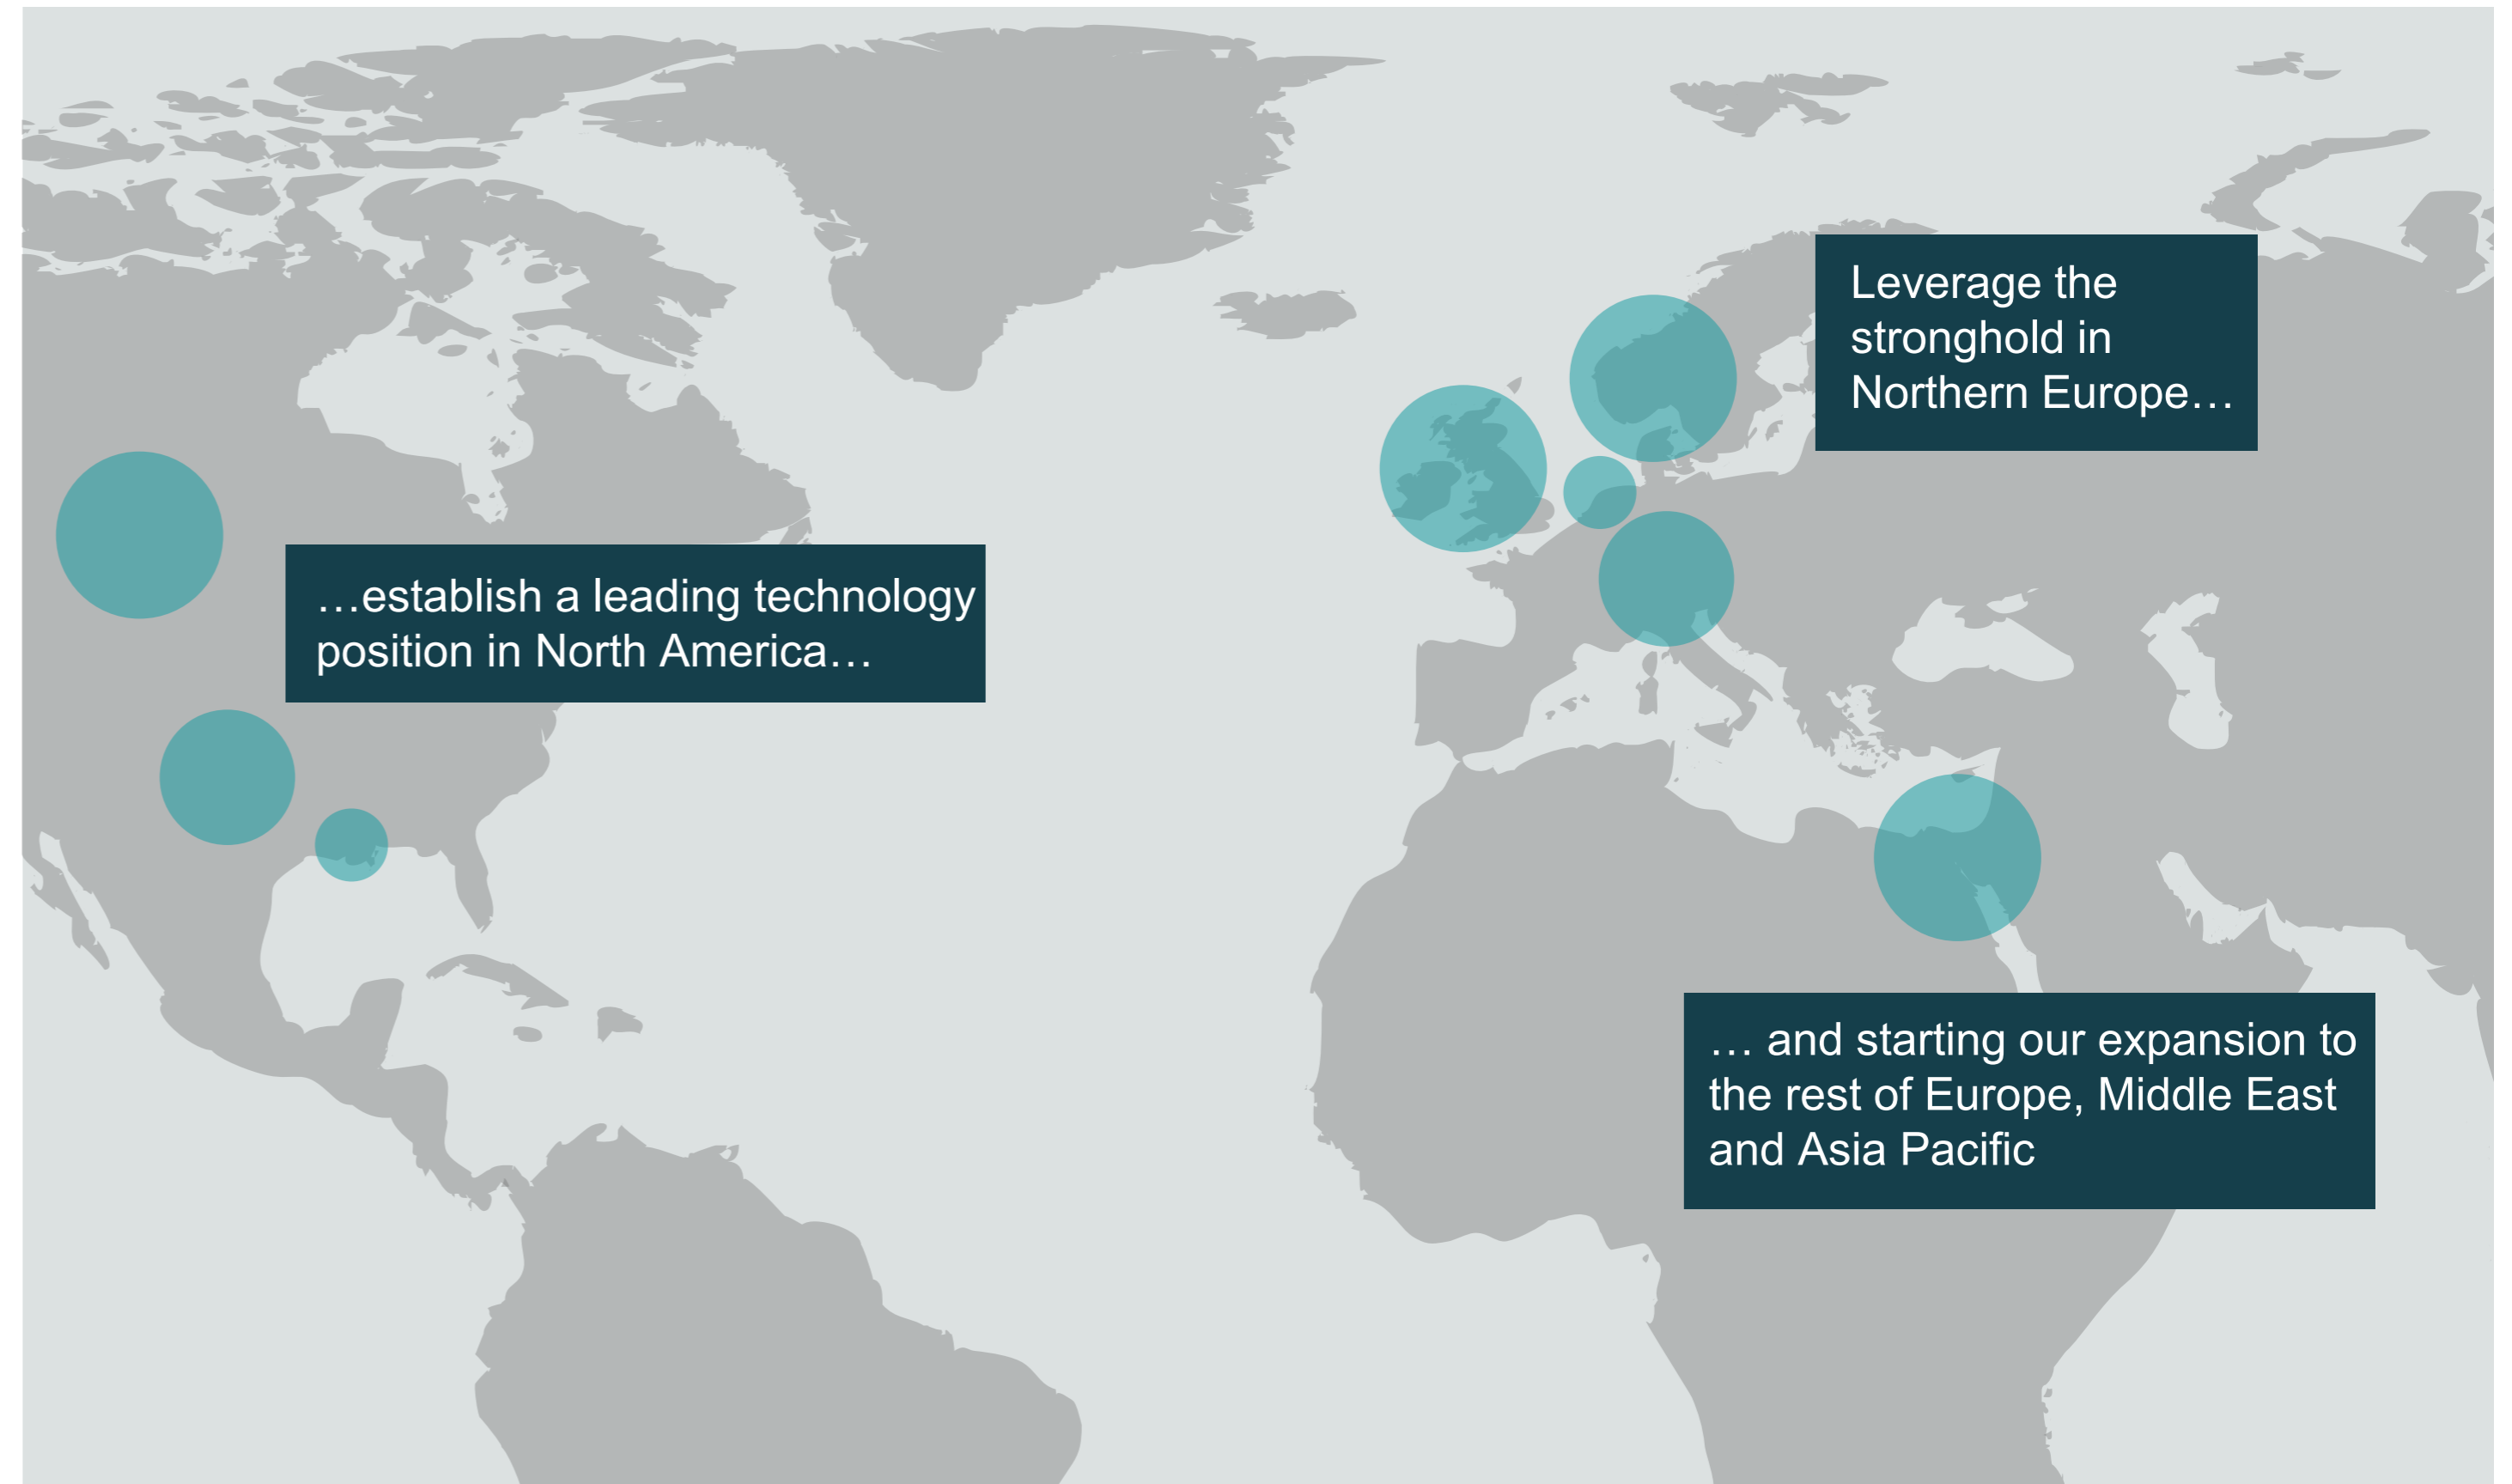 Leverage the
stronghold in
Northern Europe…
…establish a leading technology
position in North America…
… and starting our expansion to
the rest of Europe, Middle East
and Asia Pacific